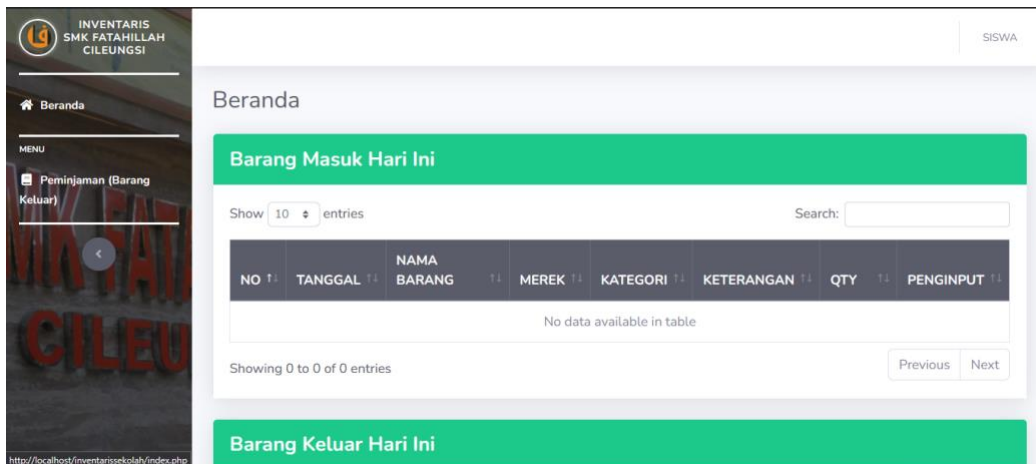 INVENTARIS
SMK FATAHILLAH
CILEUNGSI
SISWA
Beranda
MENU
Peminjaman (Barang
Keluar)
Beranda
Barang Masuk Hari Ini
Show 10 entries
Search:
NO TANGGAL NAMA BARANG MEREK KATEGORI KETERANGAN QTY PENGINPUT
No data available in table
Showing 0 to 0 of 0 entries
Previous Next
Barang Keluar Hari Ini
http://localhost/inventarissekolah/index.php